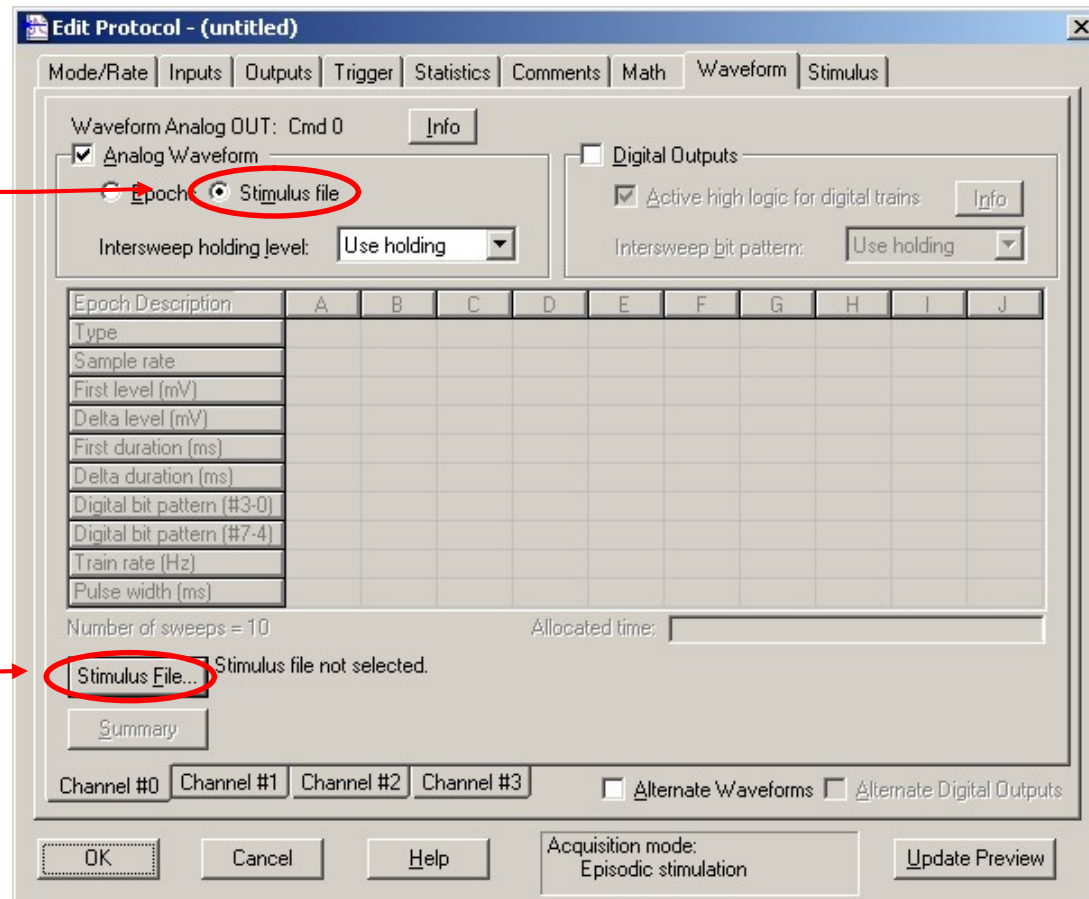 Edit Protocol - (untitled)
Mode/Rate Inputs Outputs Trigger Statistics Comments Math Waveform Stimulus
Waveform Analog OUT: Cmd 0 Info
Analog Waveform
Epochs Stimulus file
Intersweep holding level: Use holding
Digital Outputs
Active high logic for digital trains Info
Intersweep bit pattern: Use holding
Epoch Description A B C D E F G H I J
Type
Sample rate
First level (mV)
Delta level (mV)
First duration (ms)
Delta duration (ms)
Digital bit pattern (#3-0)
Digital bit pattern (#7-4)
Train rate (Hz)
Pulse width (ms)
Number of sweeps = 10 Allocated time:
Stimulus File... Stimulus file not selected.
Summary
Channel #0 Channel #1 Channel #2 Channel #3 Alternate Waveforms Alternate Digital Outputs
OK Cancel Help Acquisition mode:
Episodic stimulation
Update Preview